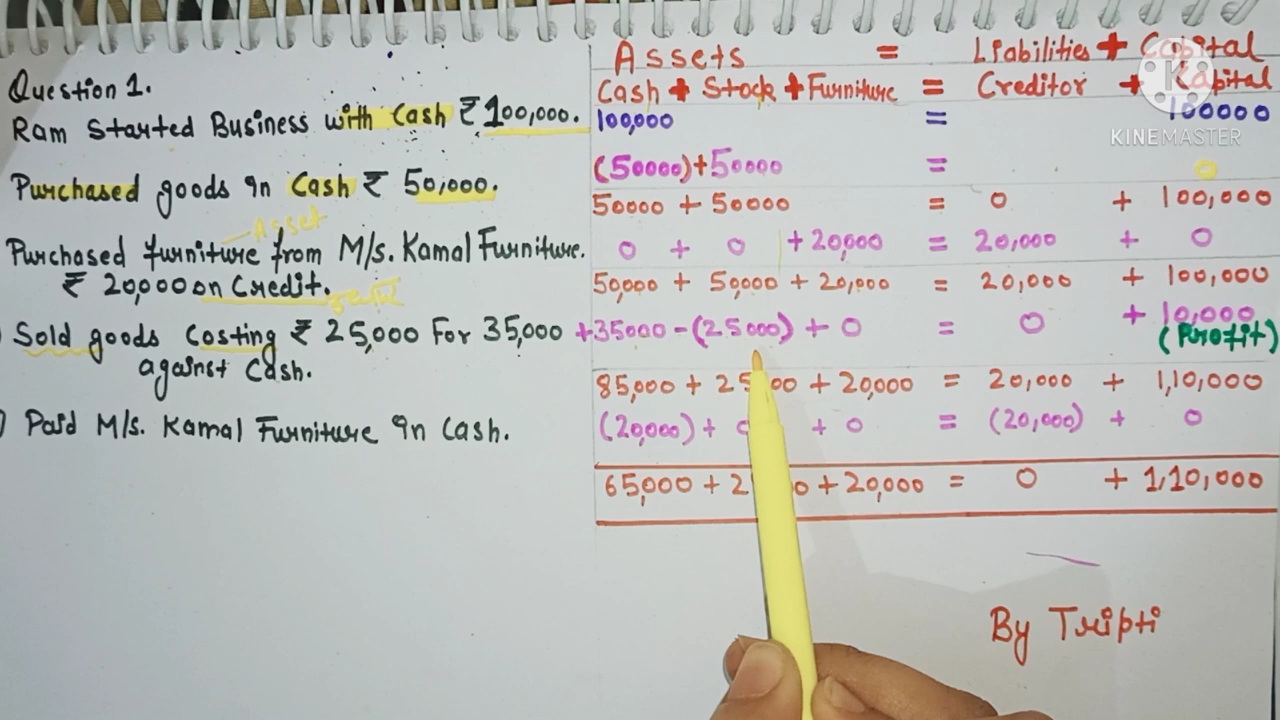 Question 1.
Ram Started Business with Cash ₹ 100,000.
Purchased goods in Cash ₹ 50,000.
Asset
Purchased furniture from M/s. Kamal Furniture.
₹ 20,000 on Credit.
) Sold goods Costing ₹ 25,000 For 35,000
against Cash.
) Paid M/s. Kamal Furniture in Cash.
Assets = Liabilities + Capital
Cash + Stock + Furniture = Creditor + Kapital
100,000 = 100000
(50000) + 50000 = 0
50000 + 50000 = 0 + 100,000
0 + 0 + 20,000 = 20,000 + 0
50,000 + 50,000 + 20,000 = 20,000 + 100,000
+35000 - (25000) + 0 = 0 + 10,000
(Profit)
85,000 + + 20,000 = 20,000 + 1,10,000
(20,000) + + 0 = (20,000) + 0
65,000 + + 20,000 = 0 + 1,10,000
By Tripti
K
KINEMASTER